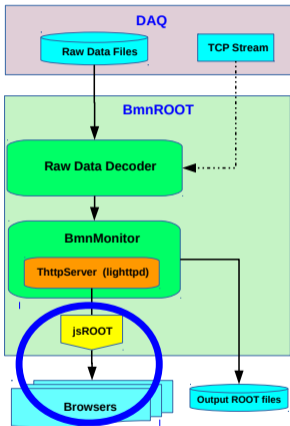 DAQ
Raw Data Files
TCP Stream
BmnROOT
Raw Data Decoder
BmnMonitor
ThttpServer (lighttpd)
jsROOT
Browsers
Output ROOT files